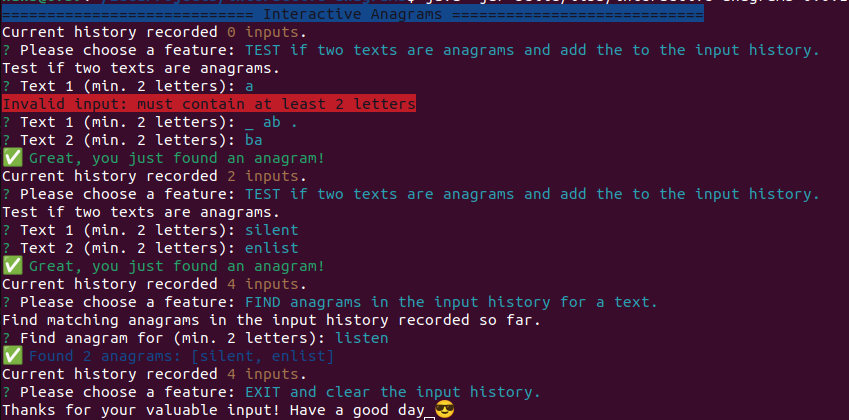 ============================ Interactive Anagrams ============================
Current history recorded 0 inputs.
? Please choose a feature: TEST if two texts are anagrams and add the to the input history.
Test if two texts are anagrams.
? Text 1 (min. 2 letters): a
Invalid input: must contain at least 2 letters
? Text 1 (min. 2 letters): _ ab .
? Text 2 (min. 2 letters): ba
✅ Great, you just found an anagram!
Current history recorded 2 inputs.
? Please choose a feature: TEST if two texts are anagrams and add the to the input history.
Test if two texts are anagrams.
? Text 1 (min. 2 letters): silent
? Text 2 (min. 2 letters): enlist
✅ Great, you just found an anagram!
Current history recorded 4 inputs.
? Please choose a feature: FIND anagrams in the input history for a text.
Find matching anagrams in the input history recorded so far.
? Find anagram for (min. 2 letters): listen
✅ Found 2 anagrams: [silent, enlist]
Current history recorded 4 inputs.
? Please choose a feature: EXIT and clear the input history.
Thanks for your valuable input! Have a good day 😎